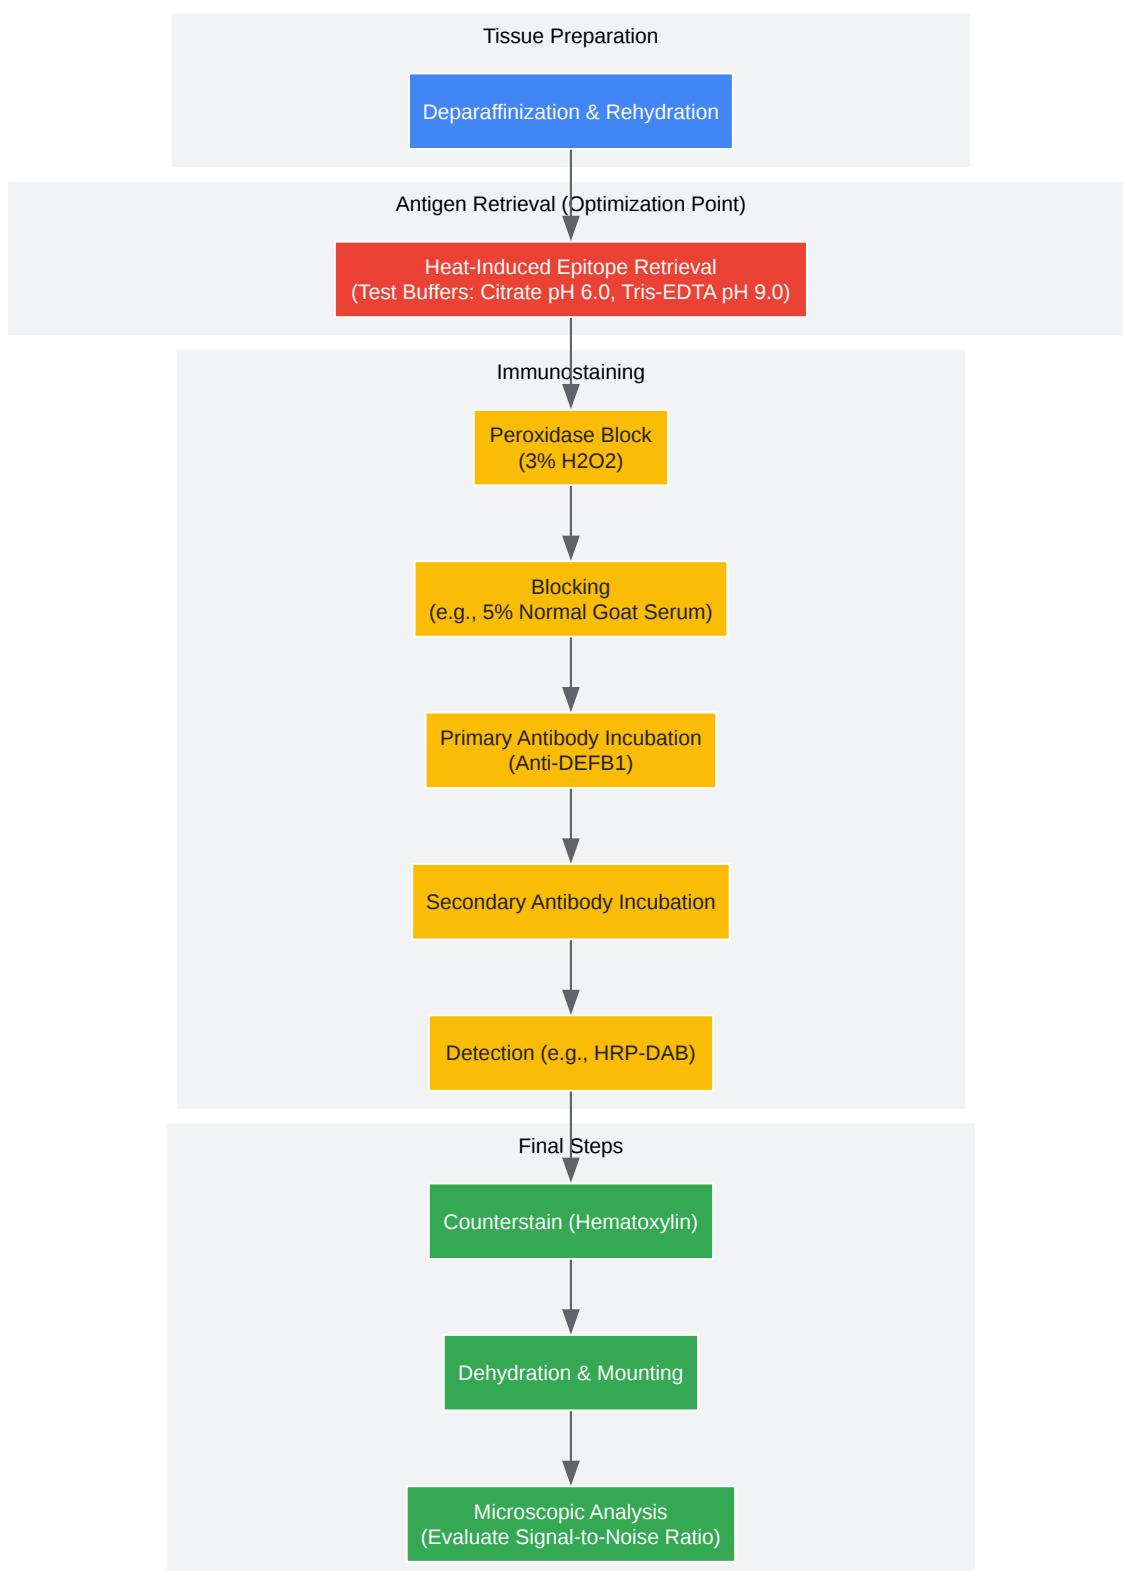 Tissue Preparation
Deparaffinization & Rehydration
Antigen Retrieval (Optimization Point)
Heat-Induced Epitope Retrieval
(Test Buffers: Citrate pH 6.0, Tris-EDTA pH 9.0)
Immunostaining
Peroxidase Block
(3% H2O2)
Blocking
(e.g., 5% Normal Goat Serum)
Primary Antibody Incubation
(Anti-DEFB1)
Secondary Antibody Incubation
Detection (e.g., HRP-DAB)
Final Steps
Counterstain (Hematoxylin)
Dehydration & Mounting
Microscopic Analysis
(Evaluate Signal-to-Noise Ratio)